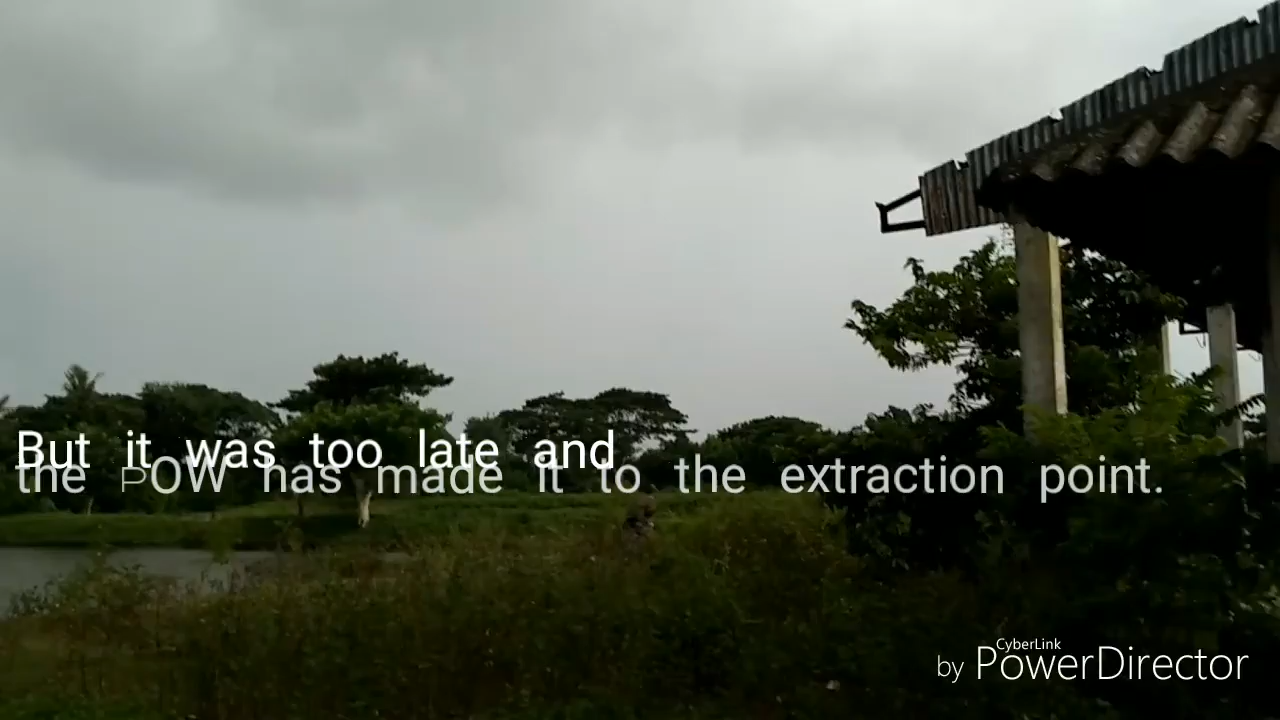 But it was too late and
the POW has made it to the extraction point.
CyberLink
by PowerDirector